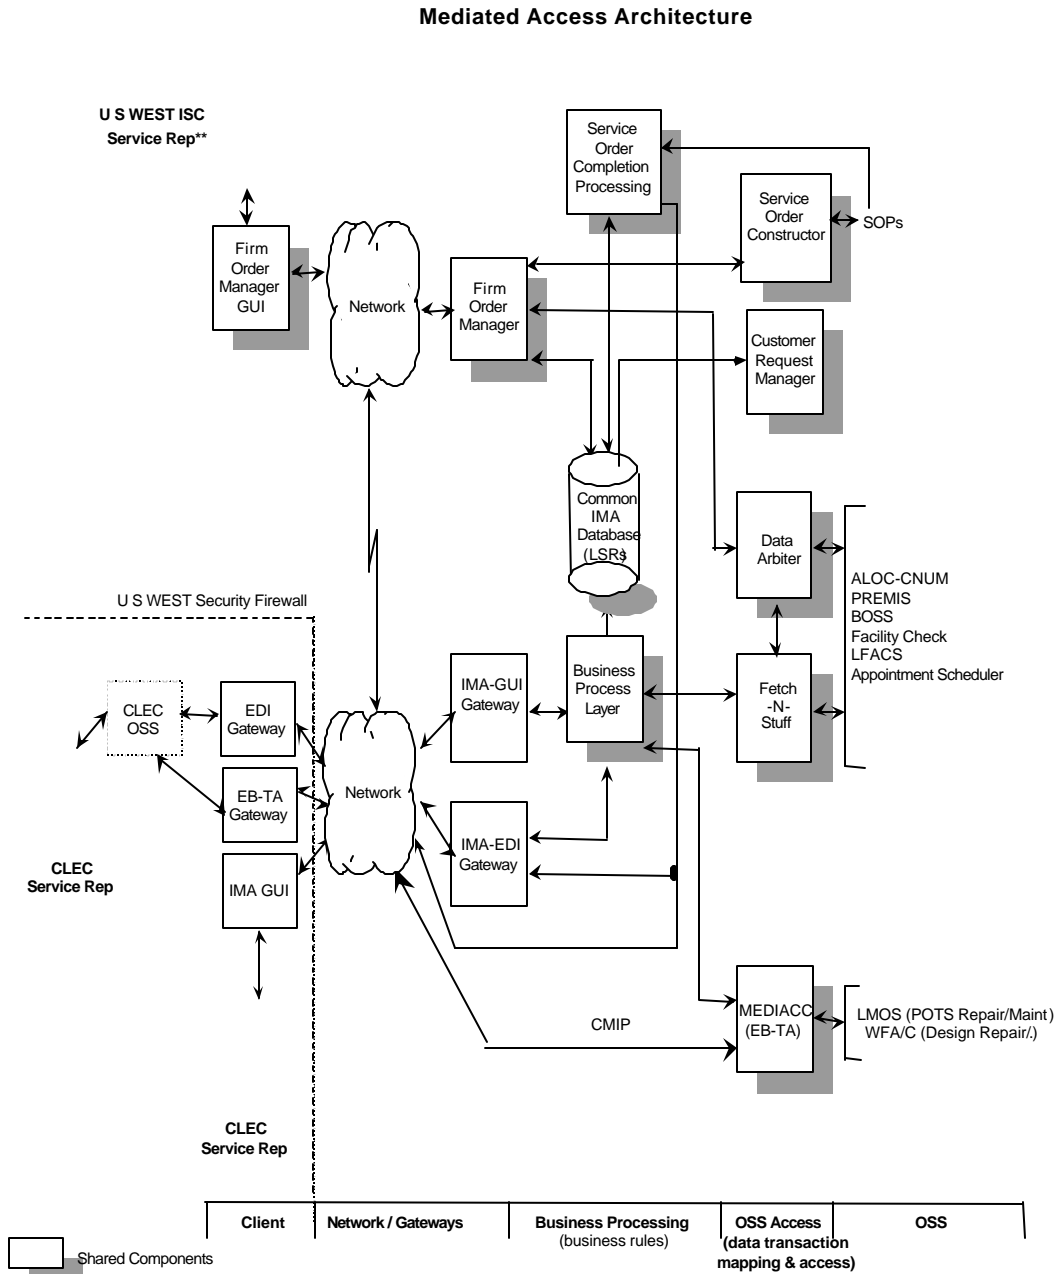 Mediated Access Architecture
U S WEST ISC
Service Rep**
Service
Order
Completion
Processing
Service
Order
Constructor
SOPs
Firm
Order
Manager
GUI
Network
Firm
Order
Manager
Customer
Request
Manager
Common
IMA
Database
(LSRs)
Data
Arbiter
ALOC-CNUM
PREMIS
BOSS
Facility Check
LFACS
Appointment Scheduler
U S WEST Security Firewall
CLEC
OSS
EDI
Gateway
IMA-GUI
Gateway
Business
Process
Layer
Fetch
-N-
Stuff
EB-TA
Gateway
Network
IMA-EDI
Gateway
CLEC
Service Rep
IMA GUI
CMIP
MEDIACC
(EB-TA)
LMOS (POTS Repair/Maint)
WFA/C (Design Repair/.)
CLEC
Service Rep
Client
Network / Gateways
Business Processing
(business rules)
OSS Access
(data transaction
mapping & access)
OSS
Shared Components